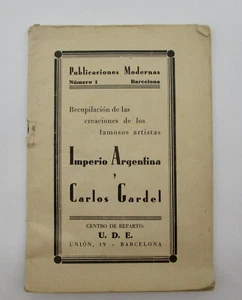 Publicaciones Modernas
Número 1 Barcelona
Recopilación de las
creaciones de los
famosos artistas
Imperio Argentina
y
Carlos Gardel
CENTRO DE REPARTO:
U. D. E.
UNIÓN, 19 - BARCELONA